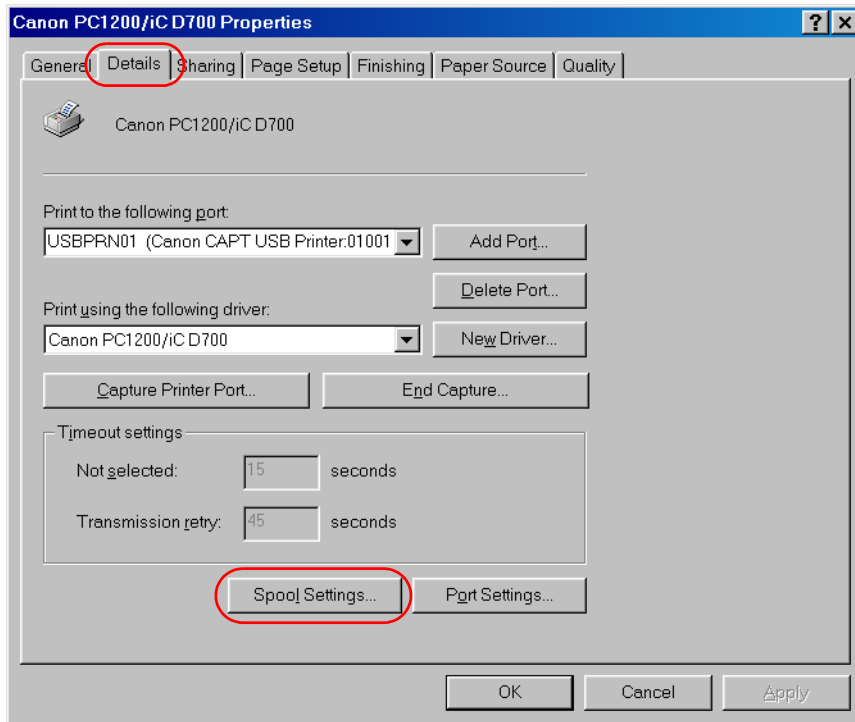 Canon PC1200/iC D700 Properties
General Details Sharing Page Setup Finishing Paper Source Quality
Canon PC1200/iC D700
Print to the following port:
USBPRN01 (Canon CAPT USB Printer:01001 Add Port...
Delete Port...
Print using the following driver:
Canon PC1200/iC D700 New Driver...
Capture Printer Port... End Capture...
Timeout settings
Not selected: 15 seconds
Transmission retry: 45 seconds
Spool Settings... Port Settings...
OK Cancel Apply